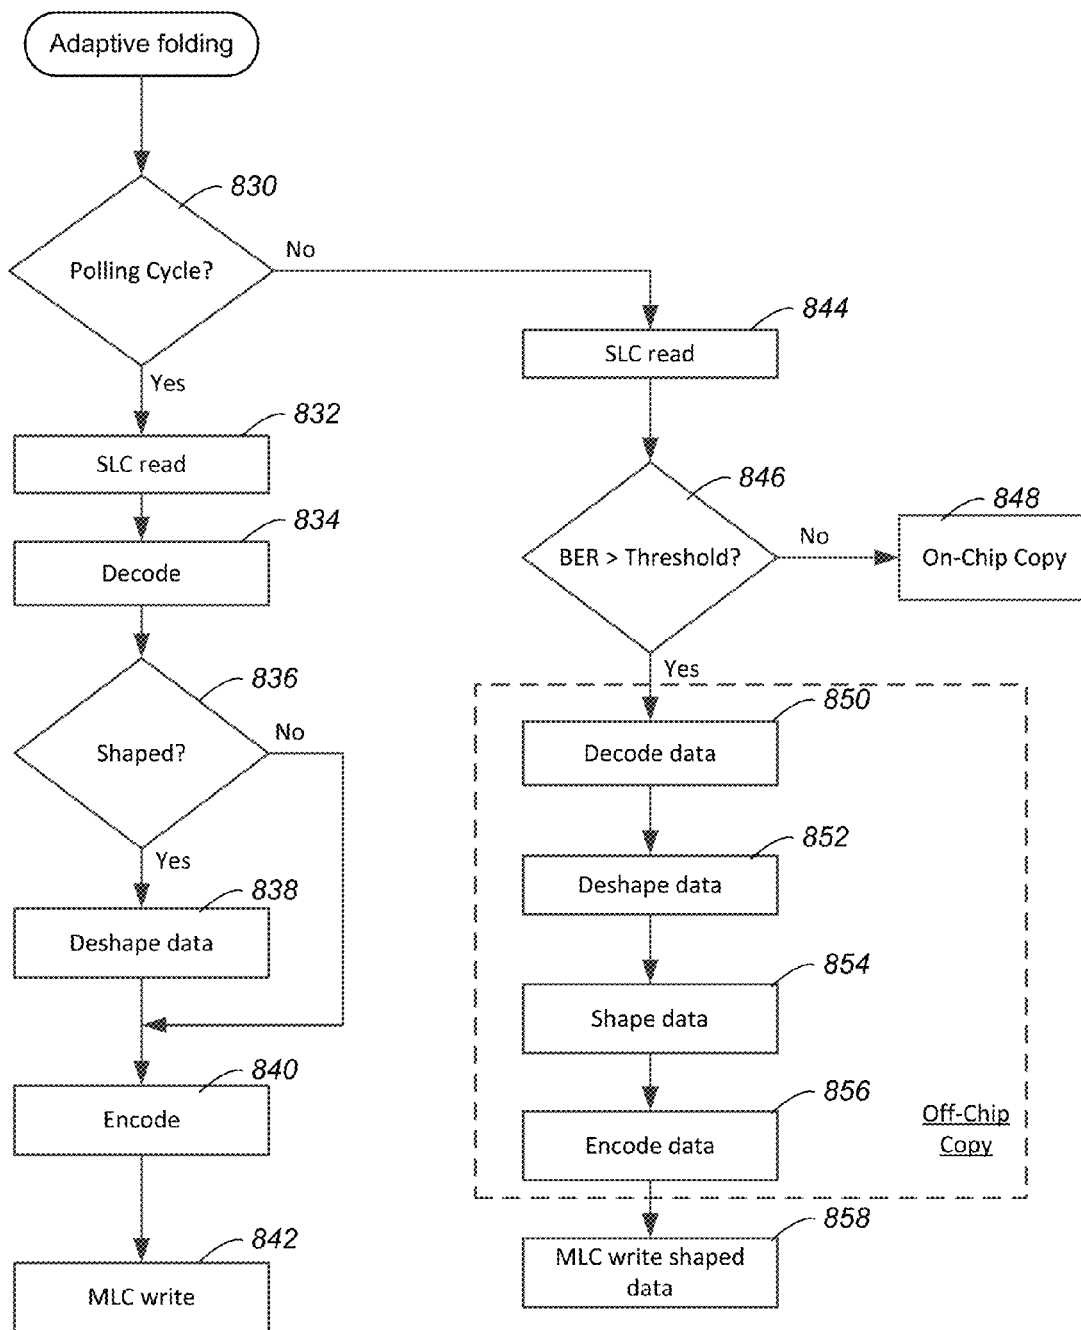 Adaptive folding
830
Polling Cycle?
No
Yes
832
SLC read
834
Decode
836
Shaped?
No
Yes
838
Deshape data
840
Encode
842
MLC write
844
SLC read
846
BER > Threshold?
No
848
On-Chip Copy
Yes
850
Decode data
852
Deshape data
854
Shape data
856
Encode data
Off-Chip
Copy
858
MLC write shaped
data